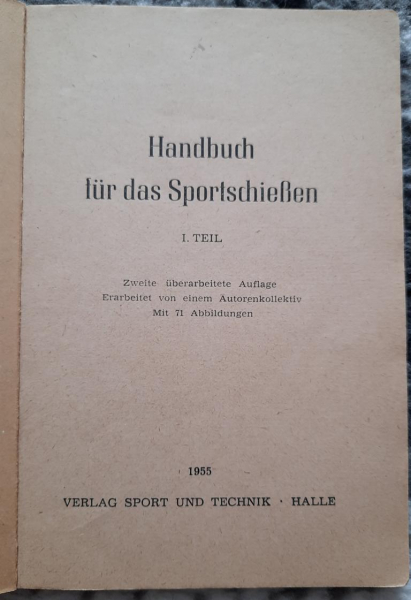 Handbuch
für das Sportschießen
I. TEIL
Zweite überarbeitete Auflage
Erarbeitet von einem Autorenkollektiv
Mit 71 Abbildungen
1955
VERLAG SPORT UND TECHNIK · HALLE